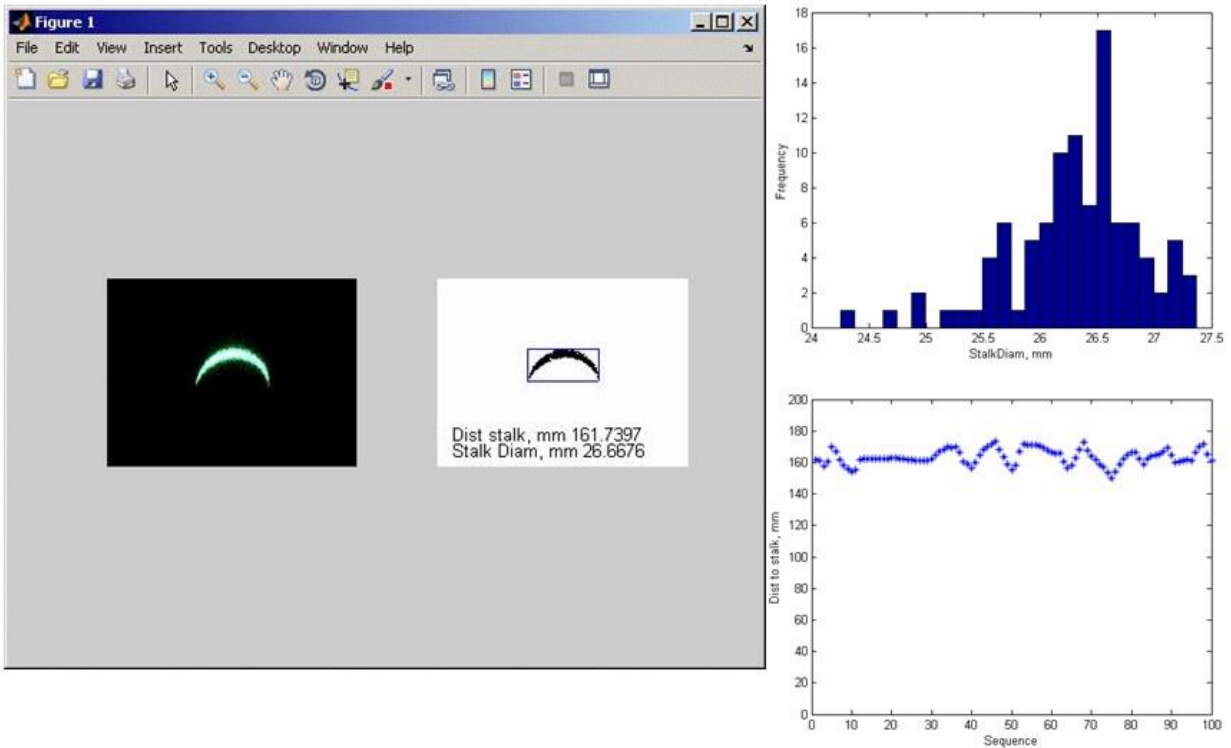 Figure 1
File Edit View Insert Tools Desktop Window Help
Dist stalk, mm 161.7397
Stalk Diam, mm 26.6676
18
16
14
12
10
8
6
4
2
0
Frequency
24 24.5 25 25.5 26 26.5 27 27.5
StalkDiam, mm
200
180
160
140
120
100
80
60
40
20
0
Dist to stalk, mm
0 10 20 30 40 50 60 70 80 90 100
Sequence